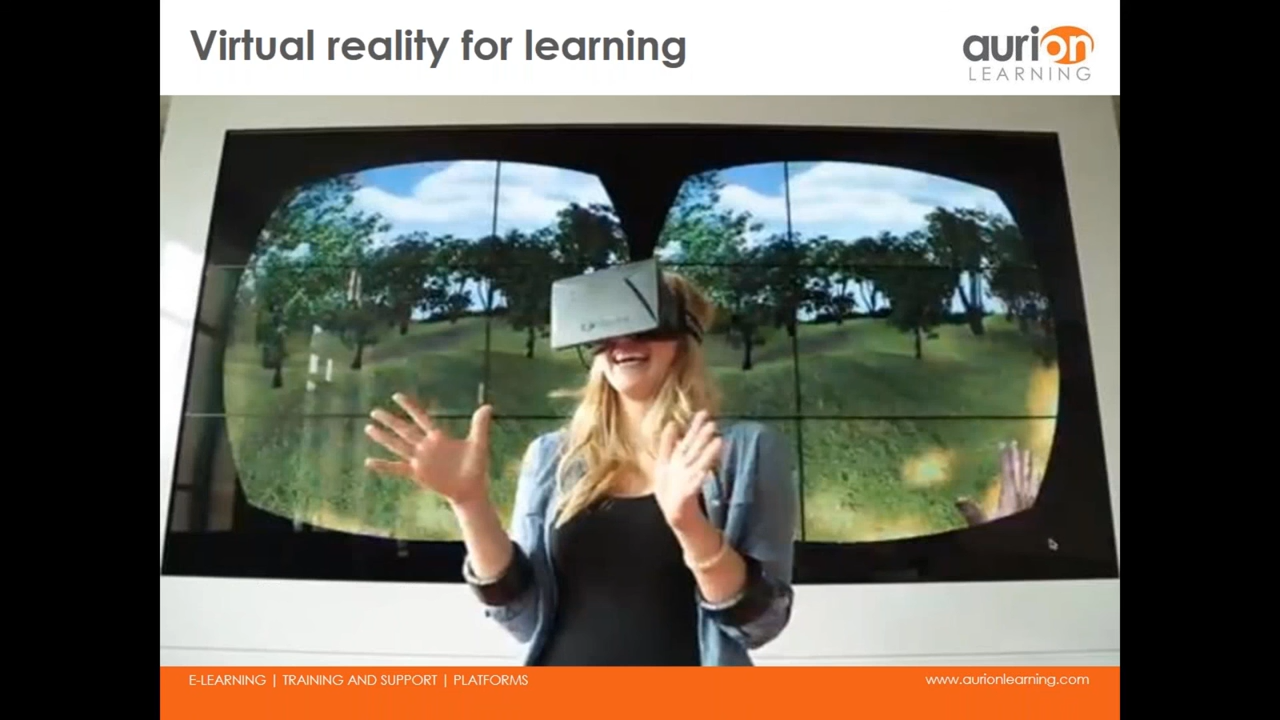 Virtual reality for learning
aurion
LEARNING
E-LEARNING | TRAINING AND SUPPORT | PLATFORMS
www.aurionlearning.com